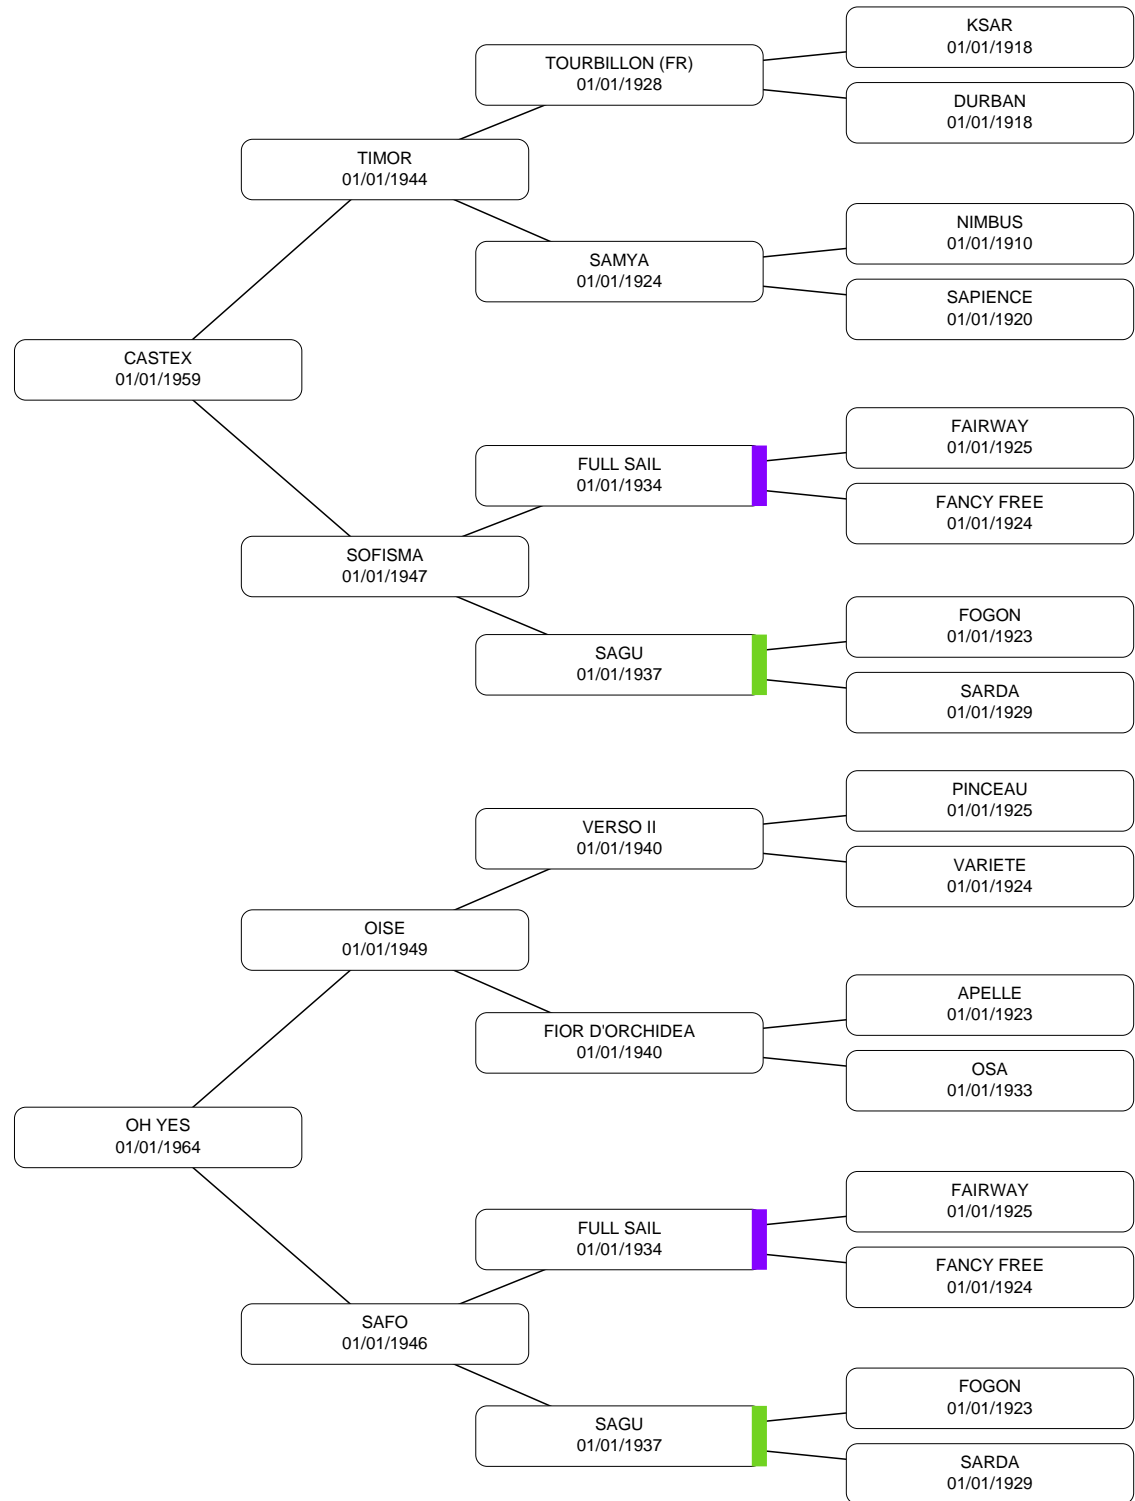 KSAR
01/01/1918
TOURBILLON (FR)
01/01/1928
DURBAN
01/01/1918
TIMOR
01/01/1944
NIMBUS
01/01/1910
SAMYA
01/01/1924
SAPIENCE
01/01/1920
CASTEX
01/01/1959
FAIRWAY
01/01/1925
FULL SAIL
01/01/1934
FANCY FREE
01/01/1924
SOFISMA
01/01/1947
FOGON
01/01/1923
SAGU
01/01/1937
SARDA
01/01/1929
PINCEAU
01/01/1925
VERSO II
01/01/1940
VARIETE
01/01/1924
OISE
01/01/1949
APELLE
01/01/1923
FIOR D'ORCHIDEA
01/01/1940
OSA
01/01/1933
OH YES
01/01/1964
FAIRWAY
01/01/1925
FULL SAIL
01/01/1934
FANCY FREE
01/01/1924
SAFO
01/01/1946
FOGON
01/01/1923
SAGU
01/01/1937
SARDA
01/01/1929